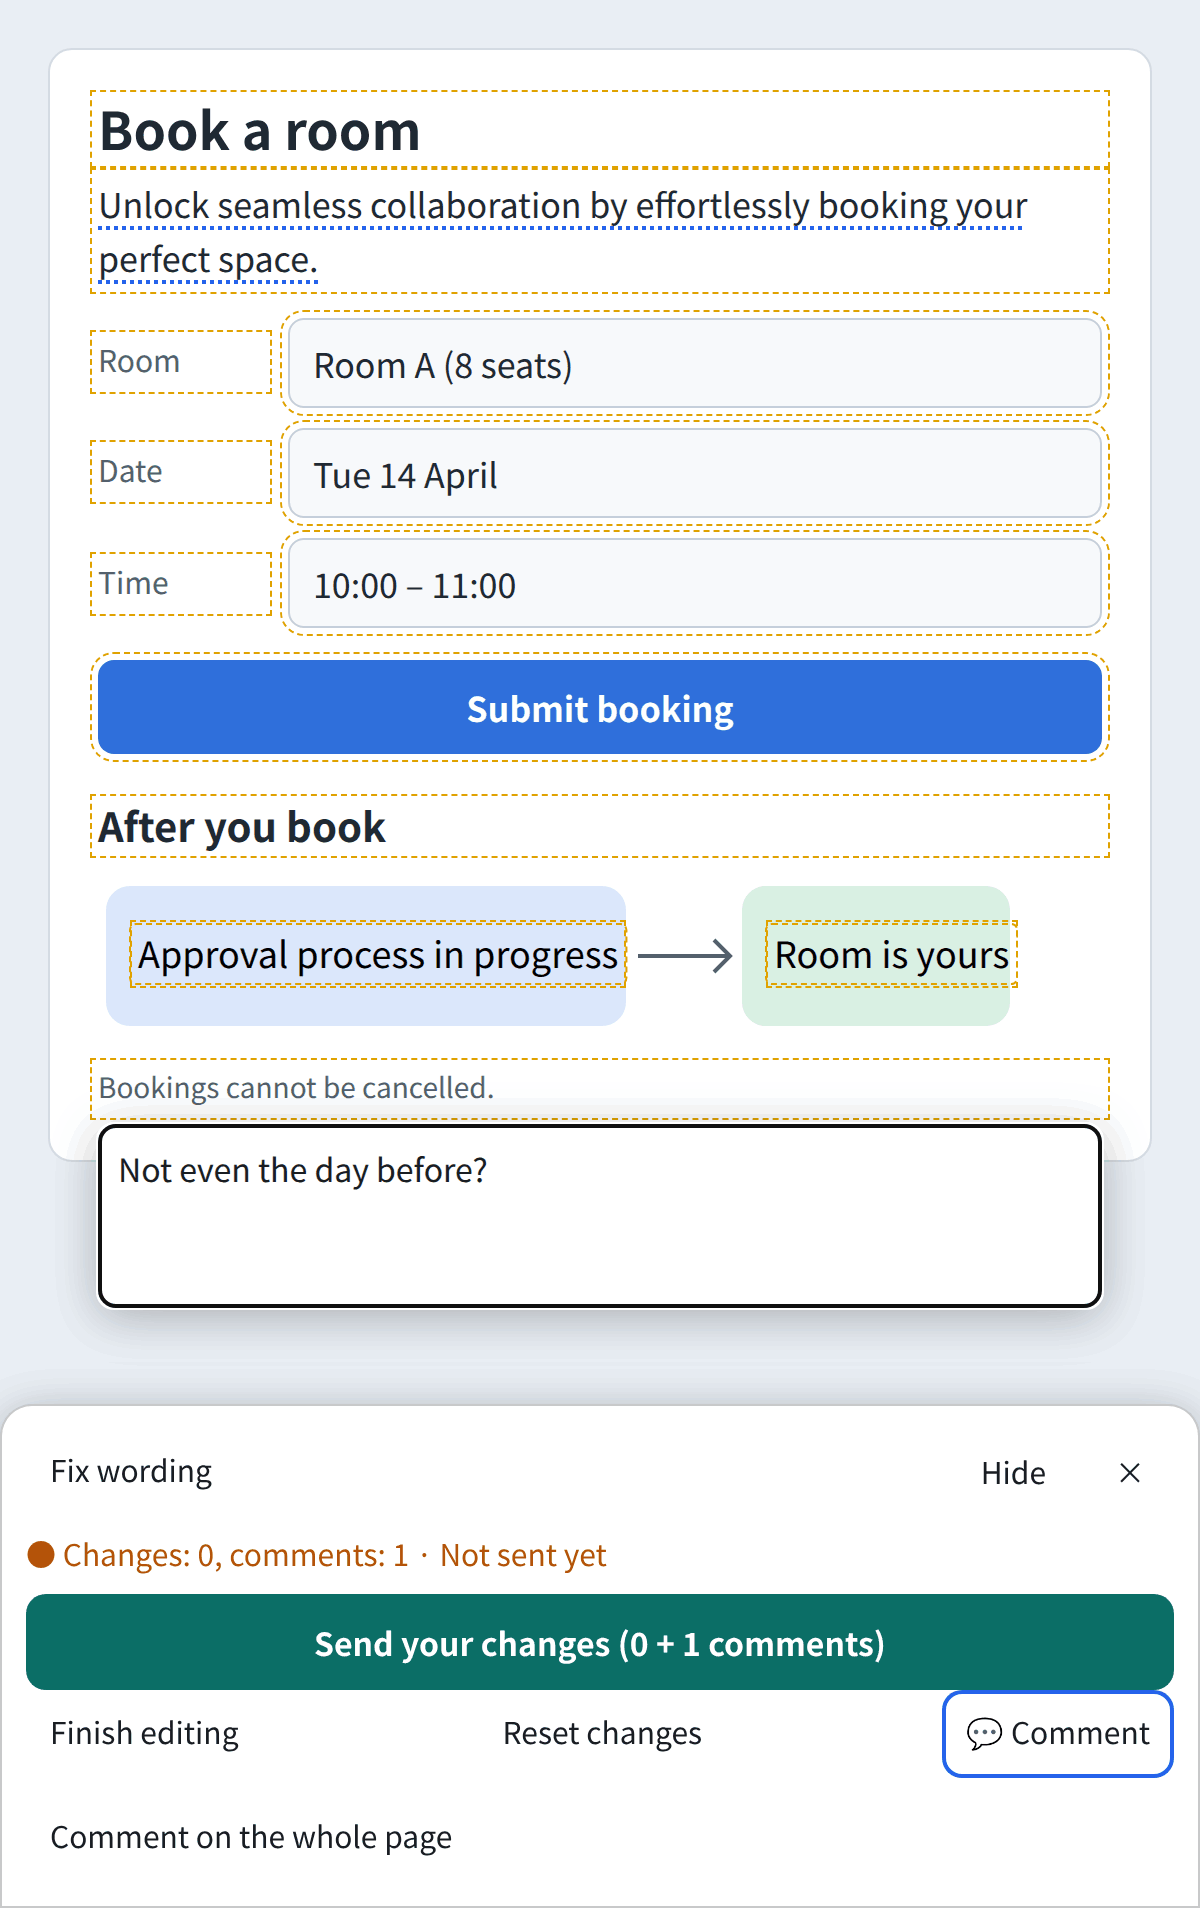 Book a room
Unlock seamless collaboration by effortlessly booking your
perfect space.
Room
Room A (8 seats)
Date
Tue 14 April
Time
10:00 – 11:00
Submit booking
After you book
Approval process in progress
Room is yours
Bookings cannot be cancelled.
Not even the day before?
Fix wording
Hide
×
Changes: 0, comments: 1 · Not sent yet
Send your changes (0 + 1 comments)
Finish editing
Reset changes
💬 Comment
Comment on the whole page